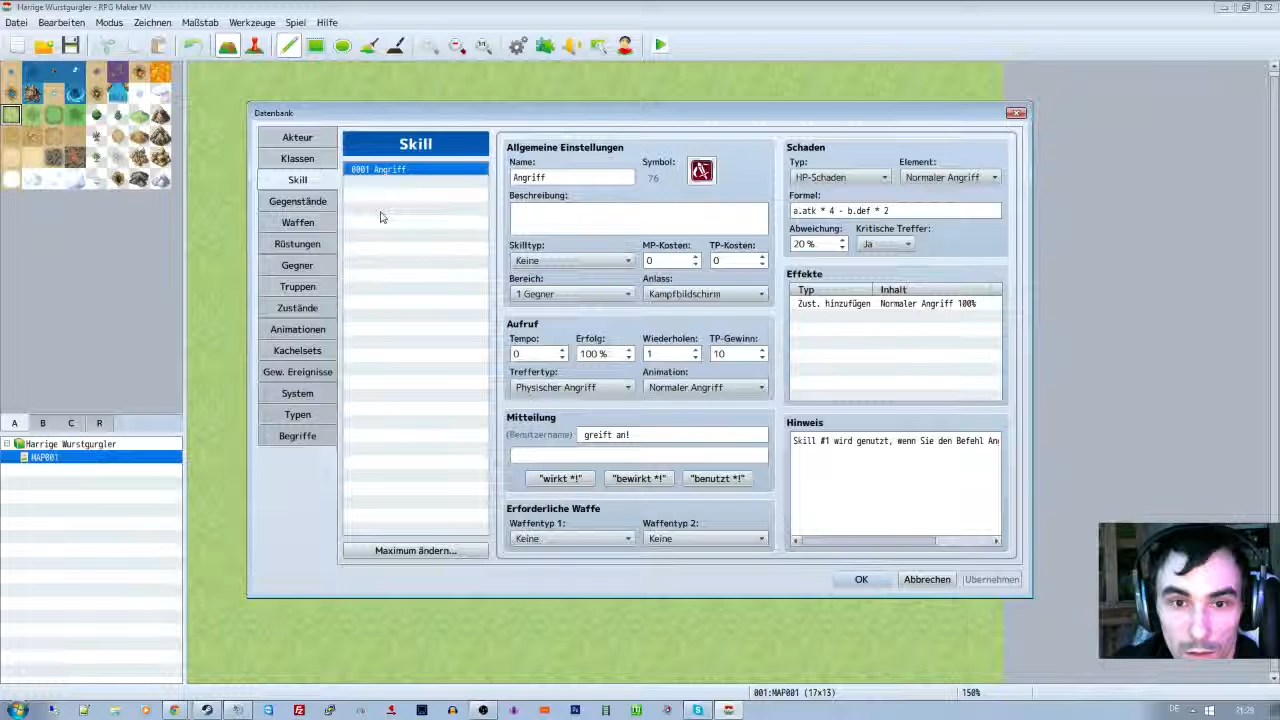 Harrige Wurstgurgler - RPG Maker MV
Datei Bearbeiten Modus Zeichnen Maßstab Werkzeuge Spiel Hilfe
Datenbank
Akteur
Klassen
Skill
Gegenstände
Waffen
Rüstungen
Gegner
Truppen
Zustände
Animationen
Kachelsets
Gew. Ereignisse
System
Typen
Begriffe
Skill
0001 Angriff
Maximum ändern...
Allgemeine Einstellungen
Name: Symbol:
Angriff 76
Beschreibung:
Skilltyp: MP-Kosten: TP-Kosten:
Keine 0 0
Bereich: Anlass:
1 Gegner Kampfbildschirm
Aufruf
Tempo: Erfolg: Wiederholen: TP-Gewinn:
0 100 % 1 10
Treffertyp: Animation:
Physischer Angriff Normaler Angriff
Mitteilung
(Benutzername) greift an!
"wirkt *!" "bewirkt *!" "benutzt *!"
Erforderliche Waffe
Waffentyp 1: Waffentyp 2:
Keine Keine
Schaden
Typ: Element:
HP-Schaden Normaler Angriff
Formel:
a.atk * 4 - b.def * 2
Abweichung: Kritische Treffer:
20 % Ja
Effekte
Typ Inhalt
Zust. hinzufügen Normaler Angriff 100%
Hinweis
Skill #1 wird genutzt, wenn Sie den Befehl An
OK Abbrechen Übernehmen
A B C R
Harrige Wurstgurgler
MAP001
001:MAP001 (17x13) 150%
DE 21:29